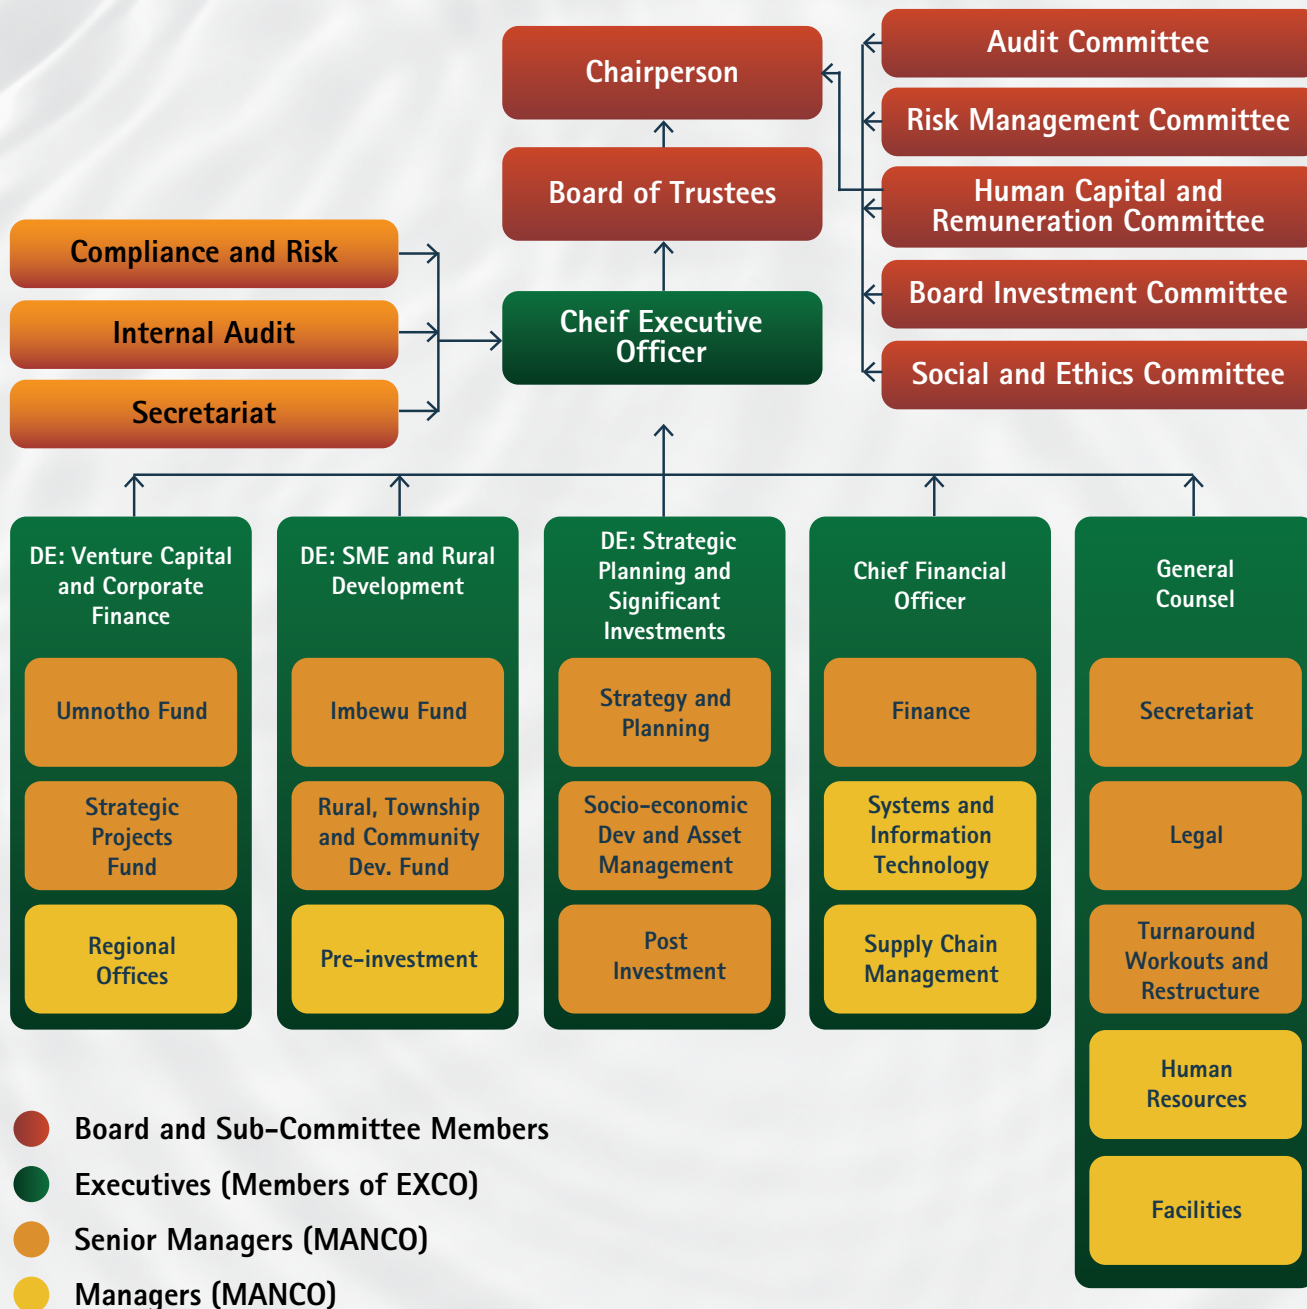 Chairperson
Board of Trustees
Cheif Executive
Officer
Audit Committee
Risk Management Committee
Human Capital and
Remuneration Committee
Board Investment Committee
Social and Ethics Committee
Compliance and Risk
Internal Audit
Secretariat
DE: Venture Capital
and Corporate
Finance
Umnotho Fund
Strategic
Projects
Fund
Regional
Offices
DE: SME and Rural
Development
Imbewu Fund
Rural, Township
and Community
Dev. Fund
Pre-investment
DE: Strategic
Planning and
Significant
Investments
Strategy and
Planning
Socio-economic
Dev and Asset
Management
Post
Investment
Chief Financial
Officer
Finance
Systems and
Information
Technology
Supply Chain
Management
General
Counsel
Secretariat
Legal
Turnaround
Workouts and
Restructure
Human
Resources
Facilities
Board and Sub-Committee Members
Executives (Members of EXCO)
Senior Managers (MANCO)
Managers (MANCO)